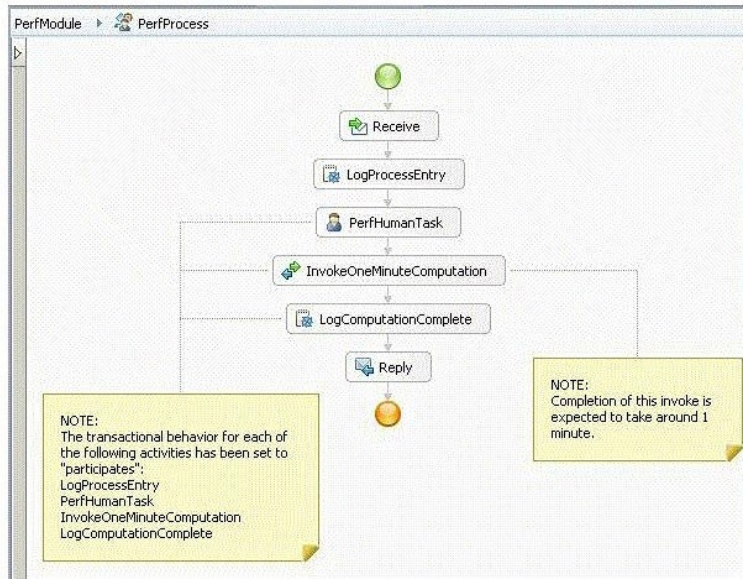 PerfModule PerfProcess
Receive
LogProcessEntry
PerfHumanTask
InvokeOneMinuteComputation
LogComputationComplete
Reply
NOTE:
The transactional behavior for each of
the following activities has been set to
"participates":
LogProcessEntry
PerfHumanTask
InvokeOneMinuteComputation
LogComputationComplete
NOTE:
Completion of this invoke is
expected to take around 1
minute.